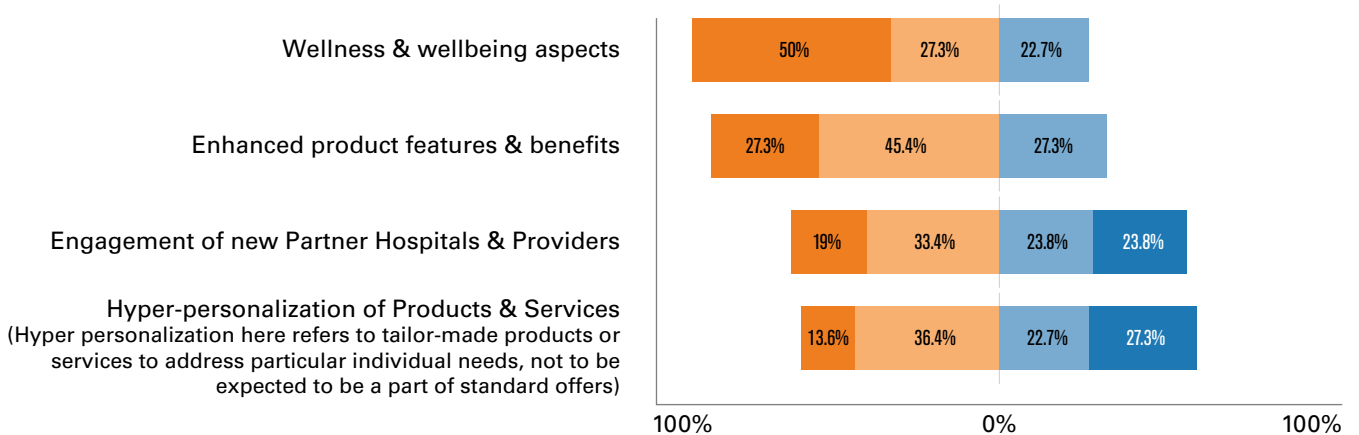 Wellness & wellbeing aspects
50% 27.3% 22.7%
Enhanced product features & benefits
27.3% 45.4% 27.3%
Engagement of new Partner Hospitals & Providers
19% 33.4% 23.8% 23.8%
Hyper-personalization of Products & Services
(Hyper personalization here refers to tailor-made products or
services to address particular individual needs, not to be
expected to be a part of standard offers)
13.6% 36.4% 22.7% 27.3%
100% 0% 100%